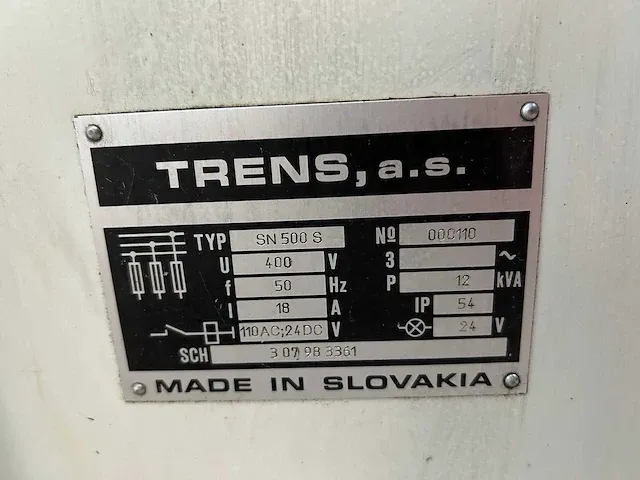 TRENS, a.s.
TYP SN 500 S № 000110
U 400 V 3 ~
f 50 Hz P 12 kVA
I 18 A IP 54
110AC;24DC V 24 V
SCH 3 07 98 3361
MADE IN SLOVAKIA